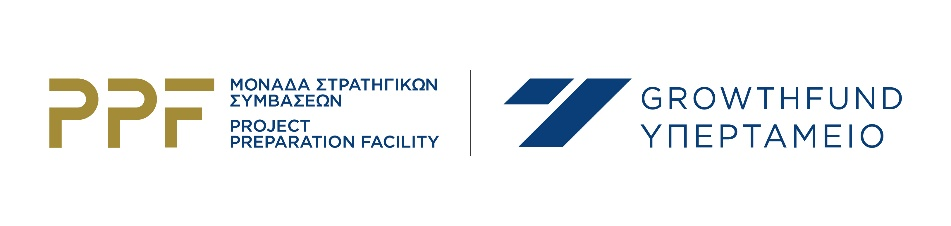 PPF
ΜΟΝΑΔΑ ΣΤΡΑΤΗΓΙΚΩΝ
ΣΥΜΒΑΣΕΩΝ
PROJECT
PREPARATION FACILITY
GROWTHFUND
ΥΠΕΡΤΑΜΕΙΟ